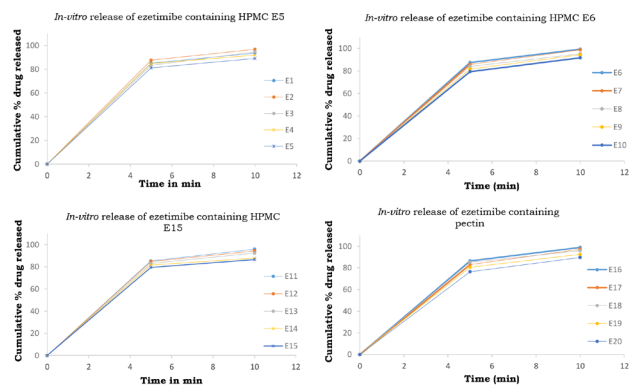 In-vitro release of ezetimibe containing HPMC E5
Cumulative % drug released
100
80
60
40
20
0
0 2 4 6 8 10 12
Time in min
E1
E2
E3
E4
E5
In-vitro release of ezetimibe containing HPMC E6
Cumulative % drug released
100
80
60
40
20
0
0 2 4 6 8 10 12
Time (min)
E6
E7
E8
E9
E10
In-vitro release of ezetimibe containing HPMC
E15
Cumulative % drug released
100
80
60
40
20
0
0 2 4 6 8 10 12
Time in min
E11
E12
E13
E14
E15
In-vitro release of ezetimibe containing
pectin
Cumulative % drug released
100
80
60
40
20
0
0 2 4 6 8 10 12
Time (min)
E16
E17
E18
E19
E20